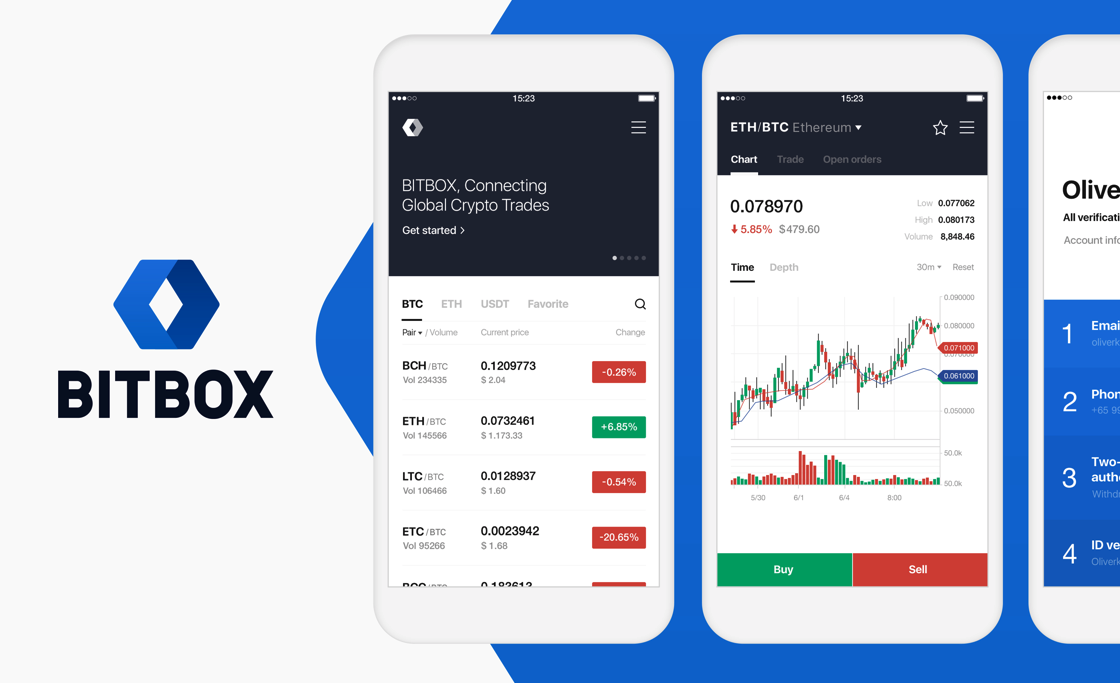 BITBOX
15:23
BITBOX, Connecting
Global Crypto Trades
Get started >
BTC ETH USDT Favorite
Pair ▾ / Volume Current price Change
BCH /BTC 0.1209773 -0.26%
Vol 234335 $ 2.04
ETH /BTC 0.0732461 +6.85%
Vol 145566 $ 1.173.33
LTC /BTC 0.0128937 -0.54%
Vol 106466 $ 1.60
ETC /BTC 0.0023942 -20.65%
Vol 95266 $ 1.68
15:23
ETH/BTC Ethereum ▾
Chart Trade Open orders
0.078970
↓ 5.85% $479.60
Low 0.077062
High 0.080173
Volume 8,848.46
Time Depth 30m ▾ Reset
0.090000
0.080000
0.071000
0.070000
0.061000
0.050000
50.0k
50.0k
5/30 6/1 6/4 8:00
Buy Sell
Olive
All verificati
Account info
1 Emai
oliverk
2 Phon
+65 99
3 Two-
auth
Withd
4 ID ve
Oliverk